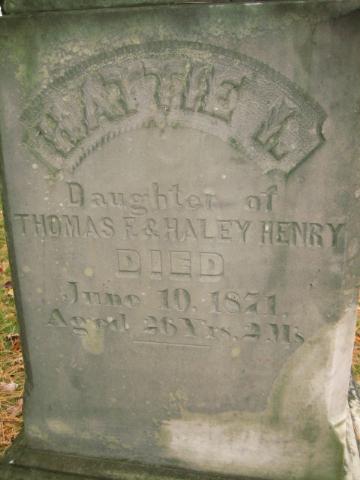 HATTIE I.
Daughter of
THOMAS F. & HALEY HENRY
DIED
June 10, 1871.
Aged 26 Yrs. 2 Ms.